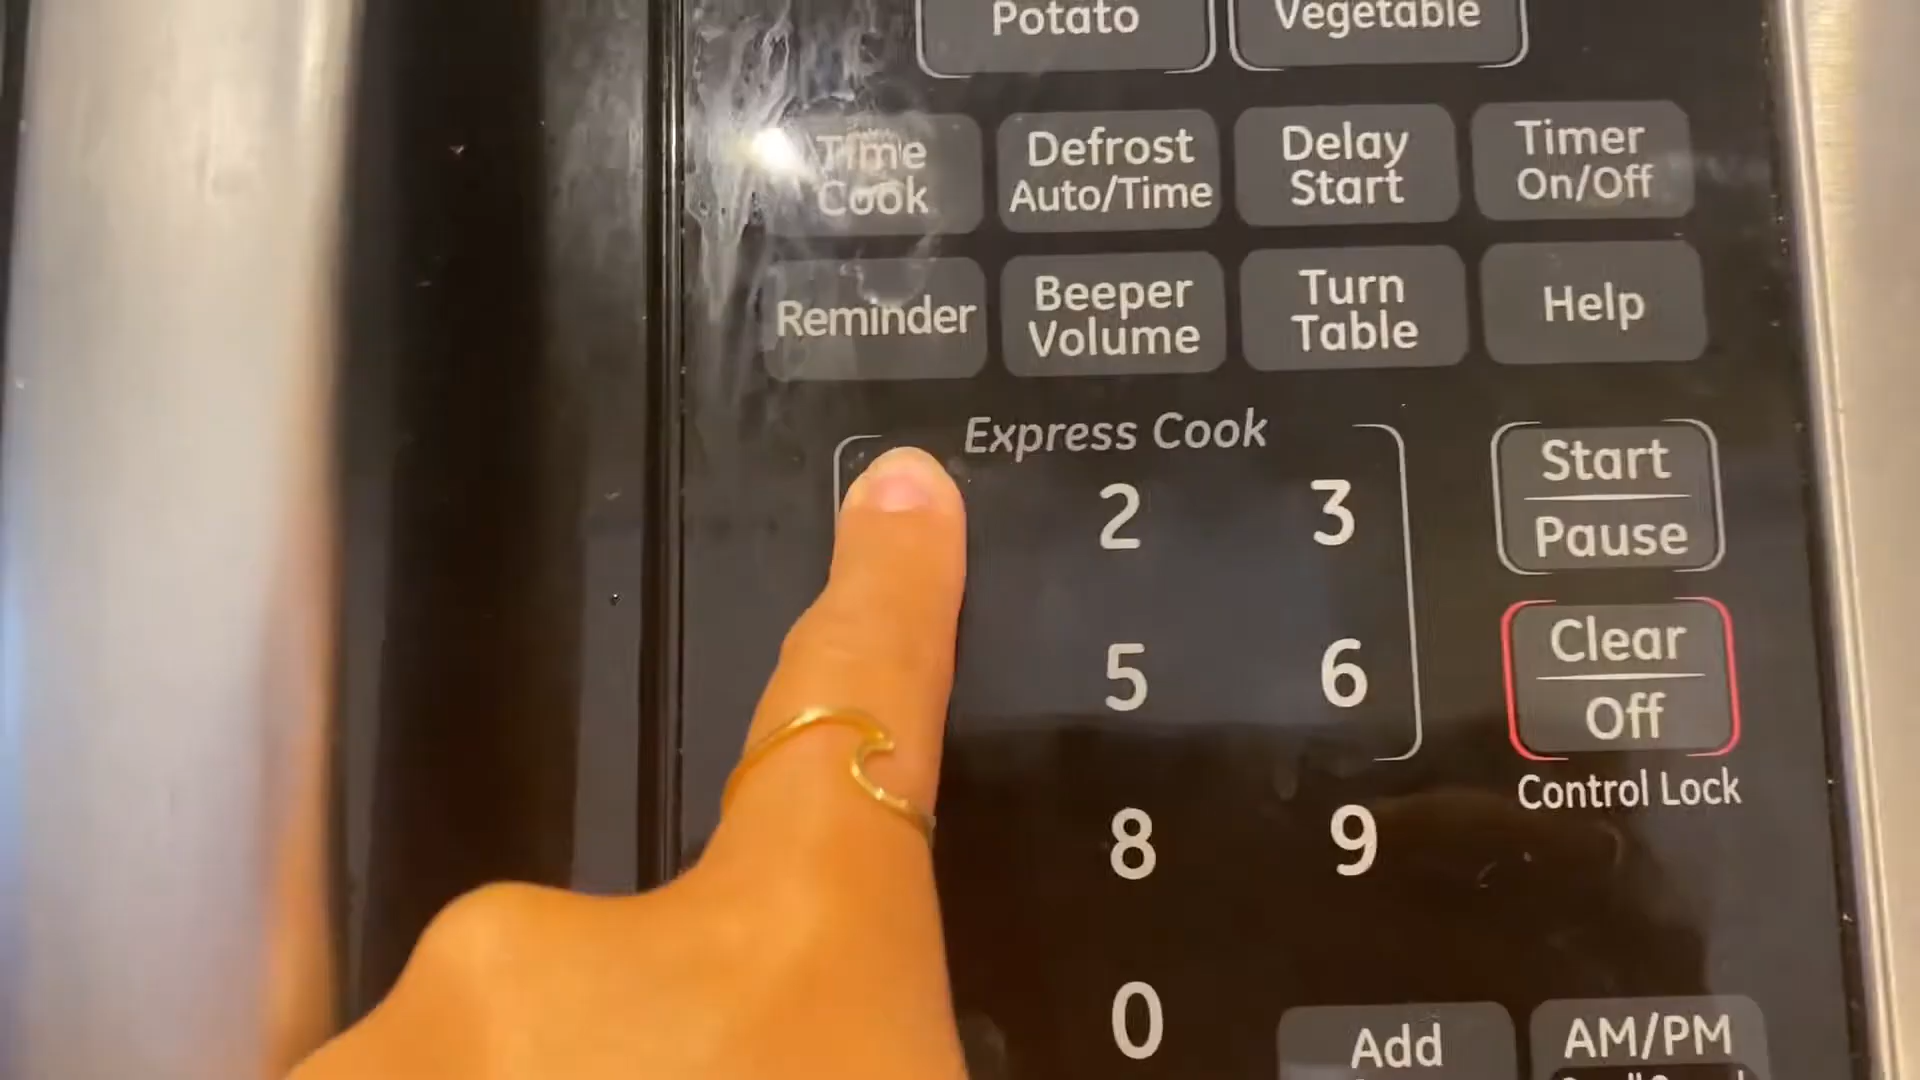 Potato Vegetable
Time
Cook
Defrost
Auto/Time
Delay
Start
Timer
On/Off
Reminder
Beeper
Volume
Turn
Table
Help
Express Cook
2 3
Start
Pause
5 6
Clear
Off
Control Lock
8 9
0
Add
AM/PM